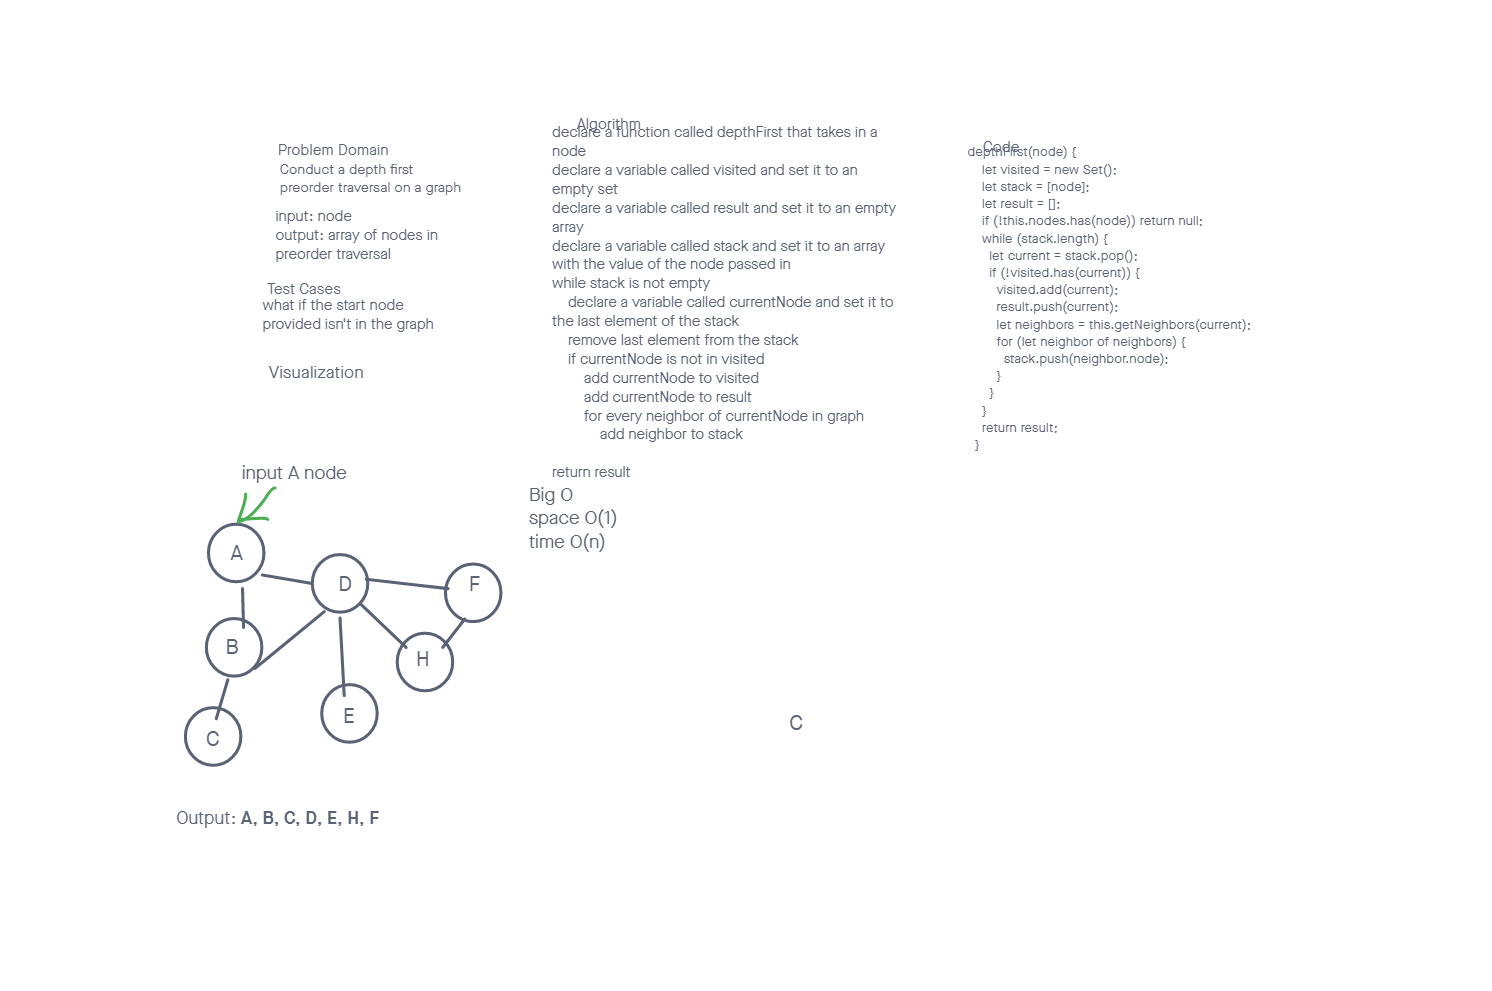 Problem Domain
Conduct a depth first
preorder traversal on a graph
input: node
output: array of nodes in
preorder traversal
Test Cases
what if the start node
provided isn't in the graph
Visualization
input A node
A
D
F
B
H
E
C
Output: A, B, C, D, E, H, F
Algorithm
declare a function called depthFirst that takes in a
node
declare a variable called visited and set it to an
empty set
declare a variable called result and set it to an empty
array
declare a variable called stack and set it to an array
with the value of the node passed in
while stack is not empty
declare a variable called currentNode and set it to
the last element of the stack
remove last element from the stack
if currentNode is not in visited
add currentNode to visited
add currentNode to result
for every neighbor of currentNode in graph
add neighbor to stack
return result
Big O
space O(1)
time O(n)
C
Code
depthFirst(node) {
let visited = new Set();
let stack = [node];
let result = [];
if (!this.nodes.has(node)) return null;
while (stack.length) {
let current = stack.pop();
if (!visited.has(current)) {
visited.add(current);
result.push(current);
let neighbors = this.getNeighbors(current);
for (let neighbor of neighbors) {
stack.push(neighbor.node);
}
}
}
return result;
}